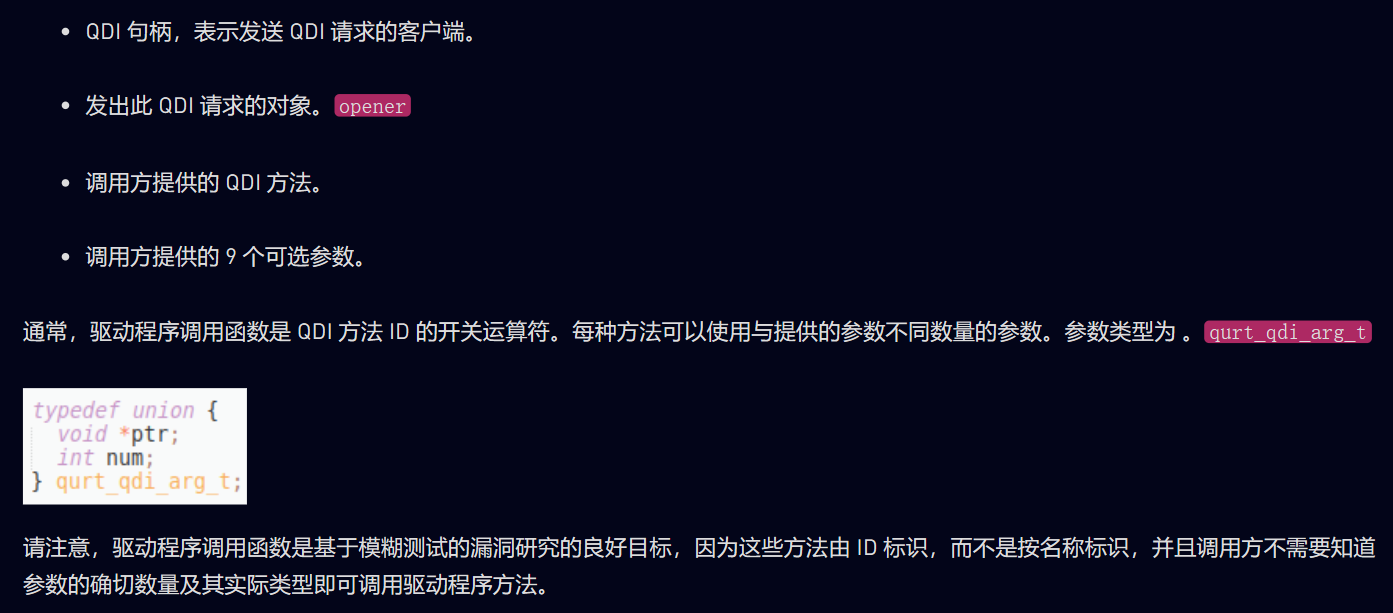 • QDI 句柄，表示发送 QDI 请求的客户端。
• 发出此 QDI 请求的对象。opener
• 调用方提供的 QDI 方法。
• 调用方提供的 9 个可选参数。
通常，驱动程序调用函数是 QDI 方法 ID 的开关运算符。每种方法可以使用与提供的参数不同数量的参数。参数类型为 。qurt_qdi_arg_t
typedef union {
void *ptr;
int num;
} qurt_qdi_arg_t;
请注意，驱动程序调用函数是基于模糊测试的漏洞研究的良好目标，因为这些方法由 ID 标识，而不是按名称标识，并且调用方不需要知道
参数的确切数量及其实际类型即可调用驱动程序方法。